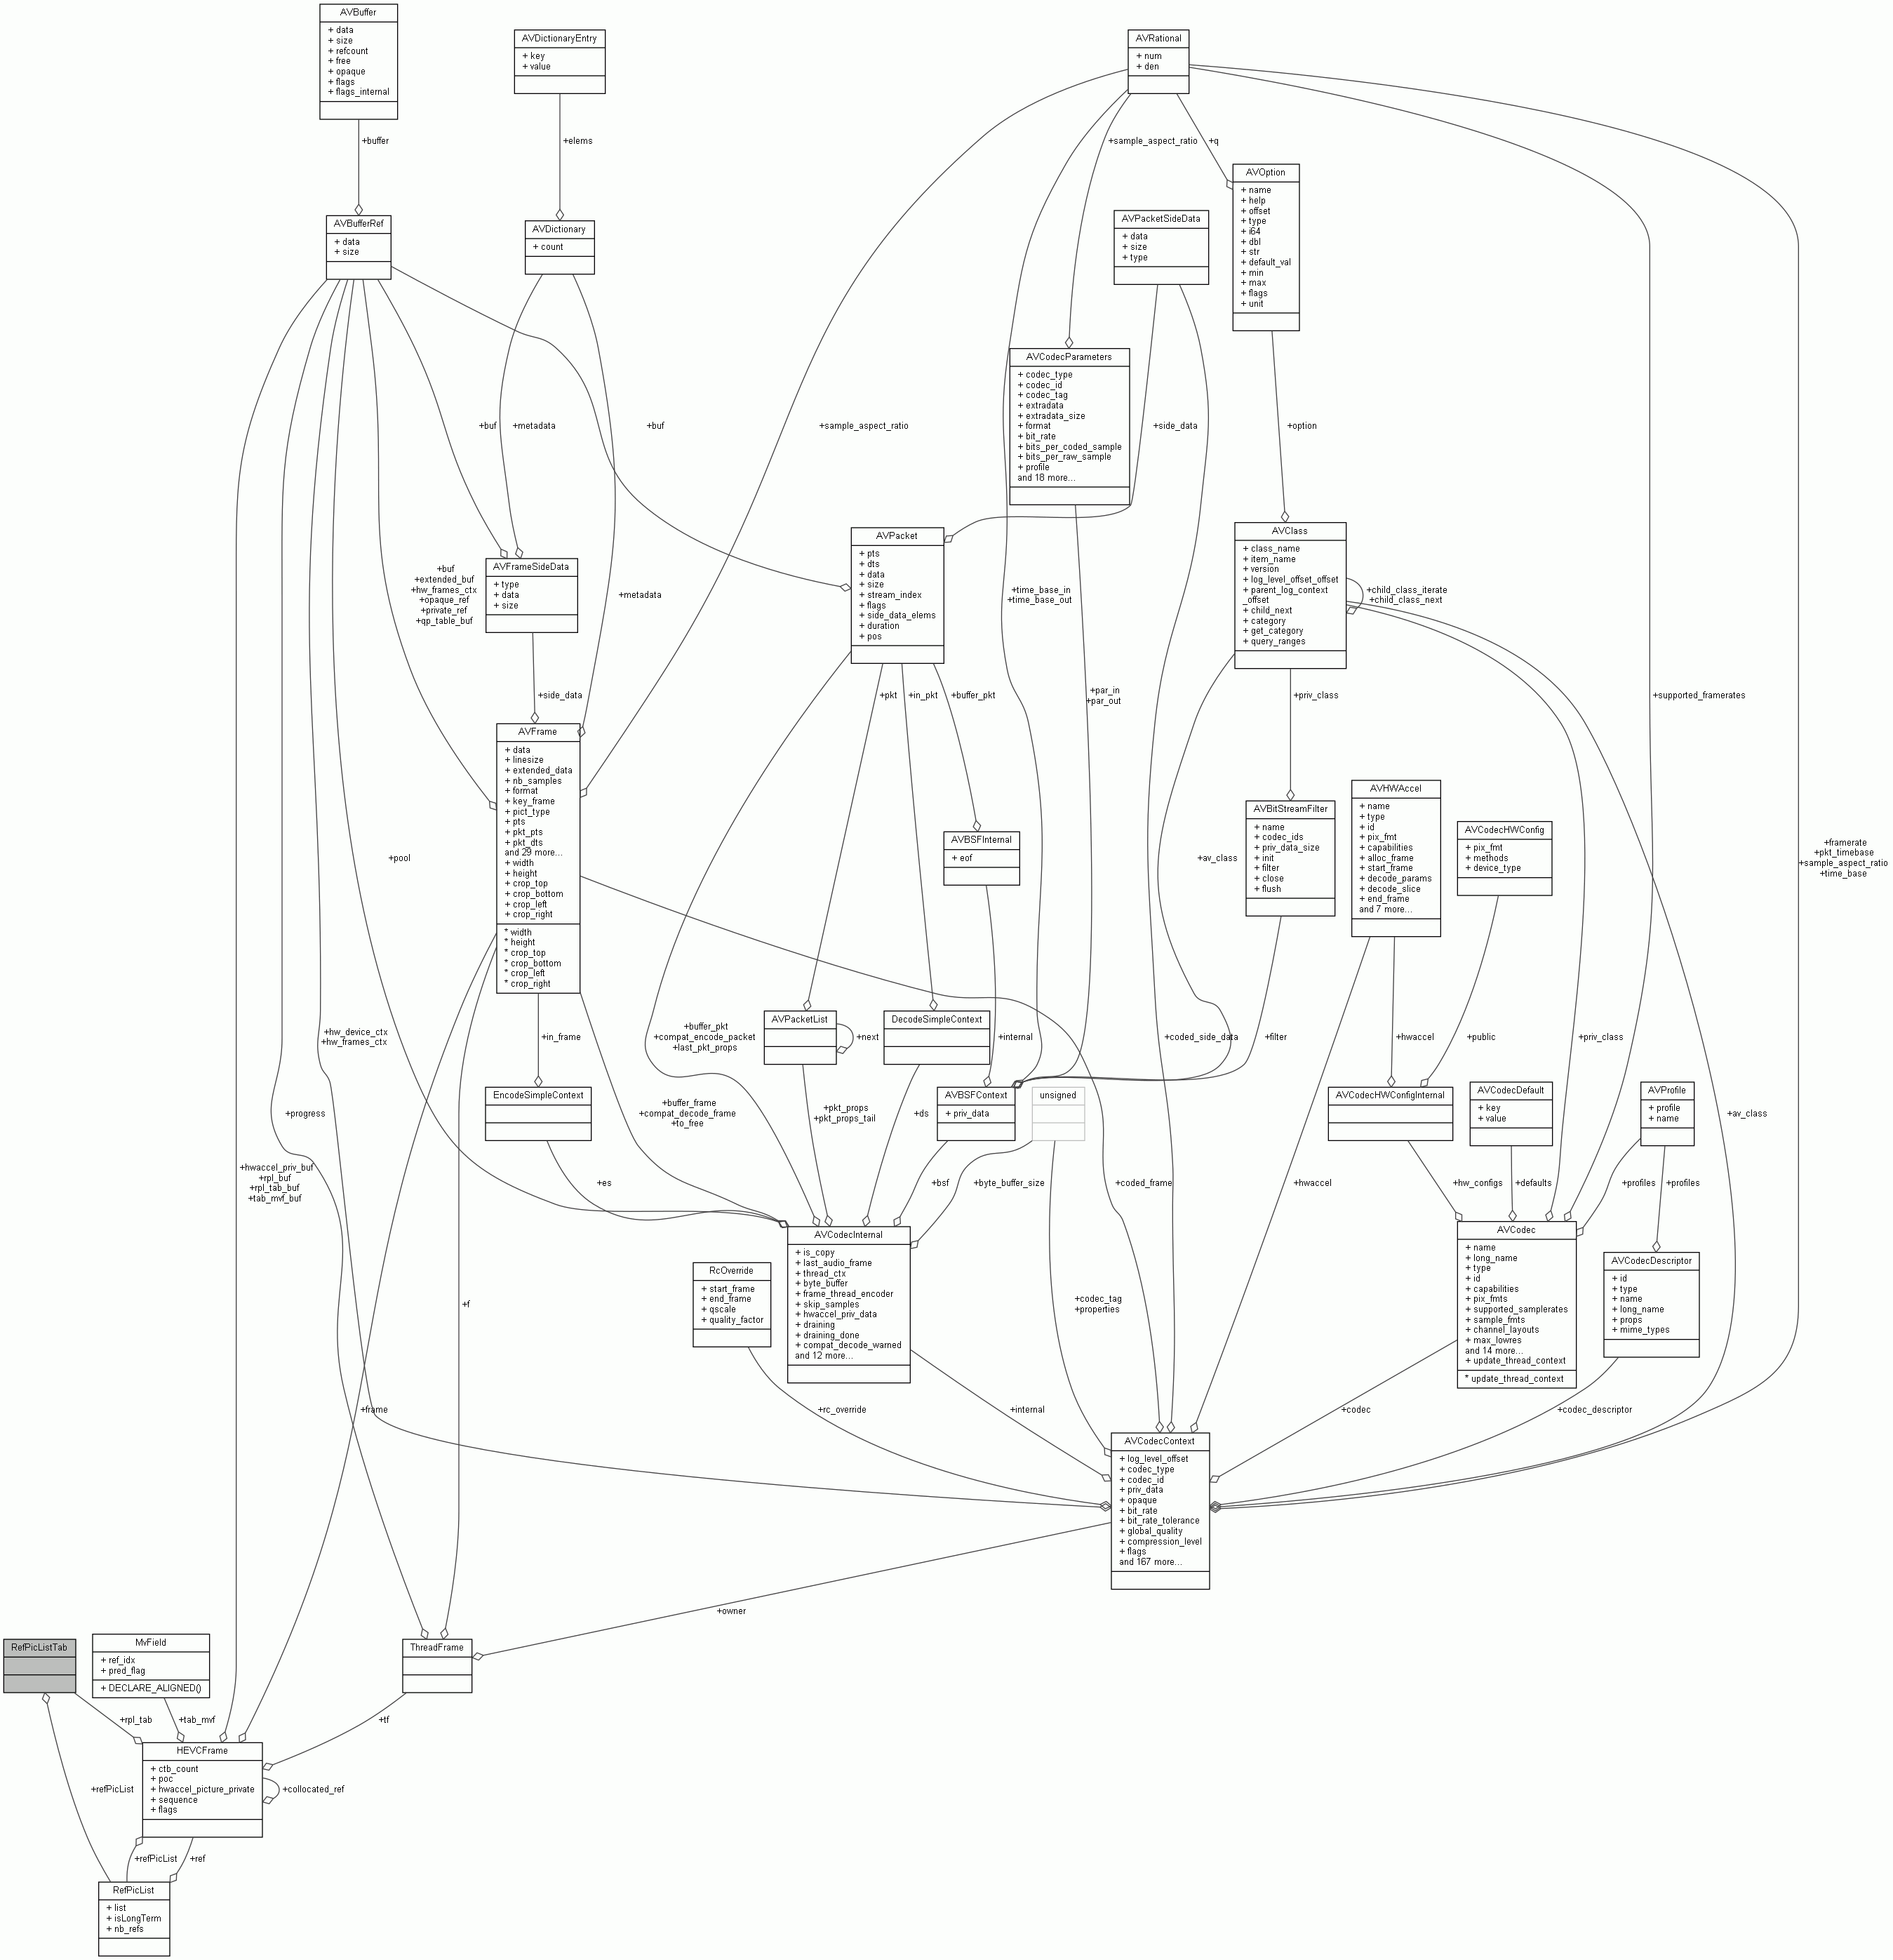 AVBuffer
+ data
+ size
+ refcount
+ free
+ opaque
+ flags
+ flags_internal
AVDictionaryEntry
+ key
+ value
AVRational
+ num
+ den
+buffer
+elems
+sample_aspect_ratio
+q
AVOption
+ name
+ help
+ offset
+ type
+ i64
+ dbl
+ str
+ default_val
+ min
+ max
+ flags
+ unit
AVBufferRef
+ data
+ size
AVDictionary
+ count
AVPacketSideData
+ data
+ size
+ type
AVCodecParameters
+ codec_type
+ codec_id
+ codec_tag
+ extradata
+ extradata_size
+ format
+ bit_rate
+ bits_per_coded_sample
+ bits_per_raw_sample
+ profile
and 18 more...
+buf
+metadata
+buf
+sample_aspect_ratio
+side_data
+option
AVPacket
+ pts
+ dts
+ data
+ size
+ stream_index
+ flags
+ side_data_elems
+ duration
+ pos
AVClass
+ class_name
+ item_name
+ version
+ log_level_offset_offset
+ parent_log_context
_offset
+ child_next
+ category
+ get_category
+ query_ranges
+child_class_iterate
+child_class_next
AVFrameSideData
+ type
+ data
+ size
+buf
+extended_buf
+hw_frames_ctx
+opaque_ref
+private_ref
+qp_table_buf
+metadata
+time_base_in
+time_base_out
+side_data
+pkt
+in_pkt
+buffer_pkt
+par_in
+par_out
+priv_class
+supported_framerates
AVFrame
+ data
+ linesize
+ extended_data
+ nb_samples
+ format
+ key_frame
+ pict_type
+ pts
+ pkt_pts
+ pkt_dts
and 29 more...
+ width
+ height
+ crop_top
+ crop_bottom
+ crop_left
+ crop_right
* width
* height
* crop_top
* crop_bottom
* crop_left
* crop_right
AVHWAccel
+ name
+ type
+ id
+ pix_fmt
+ capabilities
+ alloc_frame
+ start_frame
+ decode_params
+ decode_slice
+ end_frame
and 7 more...
AVBitStreamFilter
+ name
+ codec_ids
+ priv_data_size
+ init
+ filter
+ close
+ flush
AVCodecHWConfig
+ pix_fmt
+ methods
+ device_type
AVBSFInternal
+ eof
+pool
+av_class
+framerate
+pkt_timebase
+sample_aspect_ratio
+time_base
AVPacketList
+next
DecodeSimpleContext
+hw_device_ctx
+hw_frames_ctx
+in_frame
+buffer_pkt
+compat_encode_packet
+last_pkt_props
+internal
+coded_side_data
+filter
+hwaccel
+public
+priv_class
EncodeSimpleContext
AVBSFContext
+ priv_data
unsigned
AVCodecHWConfigInternal
AVCodecDefault
+ key
+ value
AVProfile
+ profile
+ name
+progress
+buffer_frame
+compat_decode_frame
+to_free
+pkt_props
+pkt_props_tail
+ds
+av_class
+hwaccel_priv_buf
+rpl_buf
+rpl_tab_buf
+tab_mvf_buf
+es
+bsf
+byte_buffer_size
+coded_frame
+hwaccel
+hw_configs
+defaults
+profiles
+profiles
AVCodecInternal
+ is_copy
+ last_audio_frame
+ thread_ctx
+ byte_buffer
+ frame_thread_encoder
+ skip_samples
+ hwaccel_priv_data
+ draining
+ draining_done
+ compat_decode_warned
and 12 more...
RcOverride
+ start_frame
+ end_frame
+ qscale
+ quality_factor
AVCodec
+ name
+ long_name
+ type
+ id
+ capabilities
+ pix_fmts
+ supported_samplerates
+ sample_fmts
+ channel_layouts
+ max_lowres
and 14 more...
+ update_thread_context
* update_thread_context
AVCodecDescriptor
+ id
+ type
+ name
+ long_name
+ props
+ mime_types
+f
+codec_tag
+properties
+frame
+rc_override
+internal
+codec
+codec_descriptor
AVCodecContext
+ log_level_offset
+ codec_type
+ codec_id
+ priv_data
+ opaque
+ bit_rate
+ bit_rate_tolerance
+ global_quality
+ compression_level
+ flags
and 167 more...
+owner
RefPicListTab
MvField
+ ref_idx
+ pred_flag
+ DECLARE_ALIGNED()
ThreadFrame
+rpl_tab
+tab_mvf
+tf
HEVCFrame
+ ctb_count
+ poc
+ hwaccel_picture_private
+ sequence
+ flags
+collocated_ref
+refPicList
+refPicList
+ref
RefPicList
+ list
+ isLongTerm
+ nb_refs